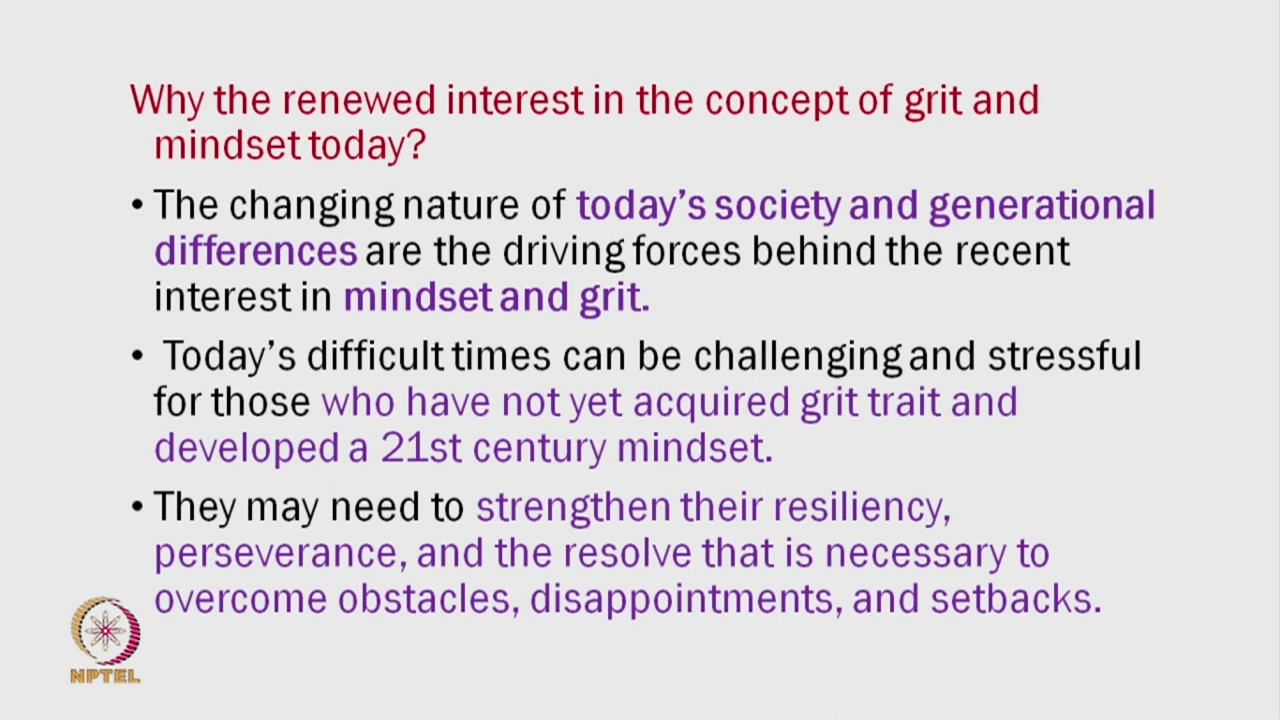 Why the renewed interest in the concept of grit and
mindset today?
• The changing nature of today's society and generational
differences are the driving forces behind the recent
interest in mindset and grit.
• Today's difficult times can be challenging and stressful
for those who have not yet acquired grit trait and
developed a 21st century mindset.
• They may need to strengthen their resiliency,
perseverance, and the resolve that is necessary to
overcome obstacles, disappointments, and setbacks.
NPTEL